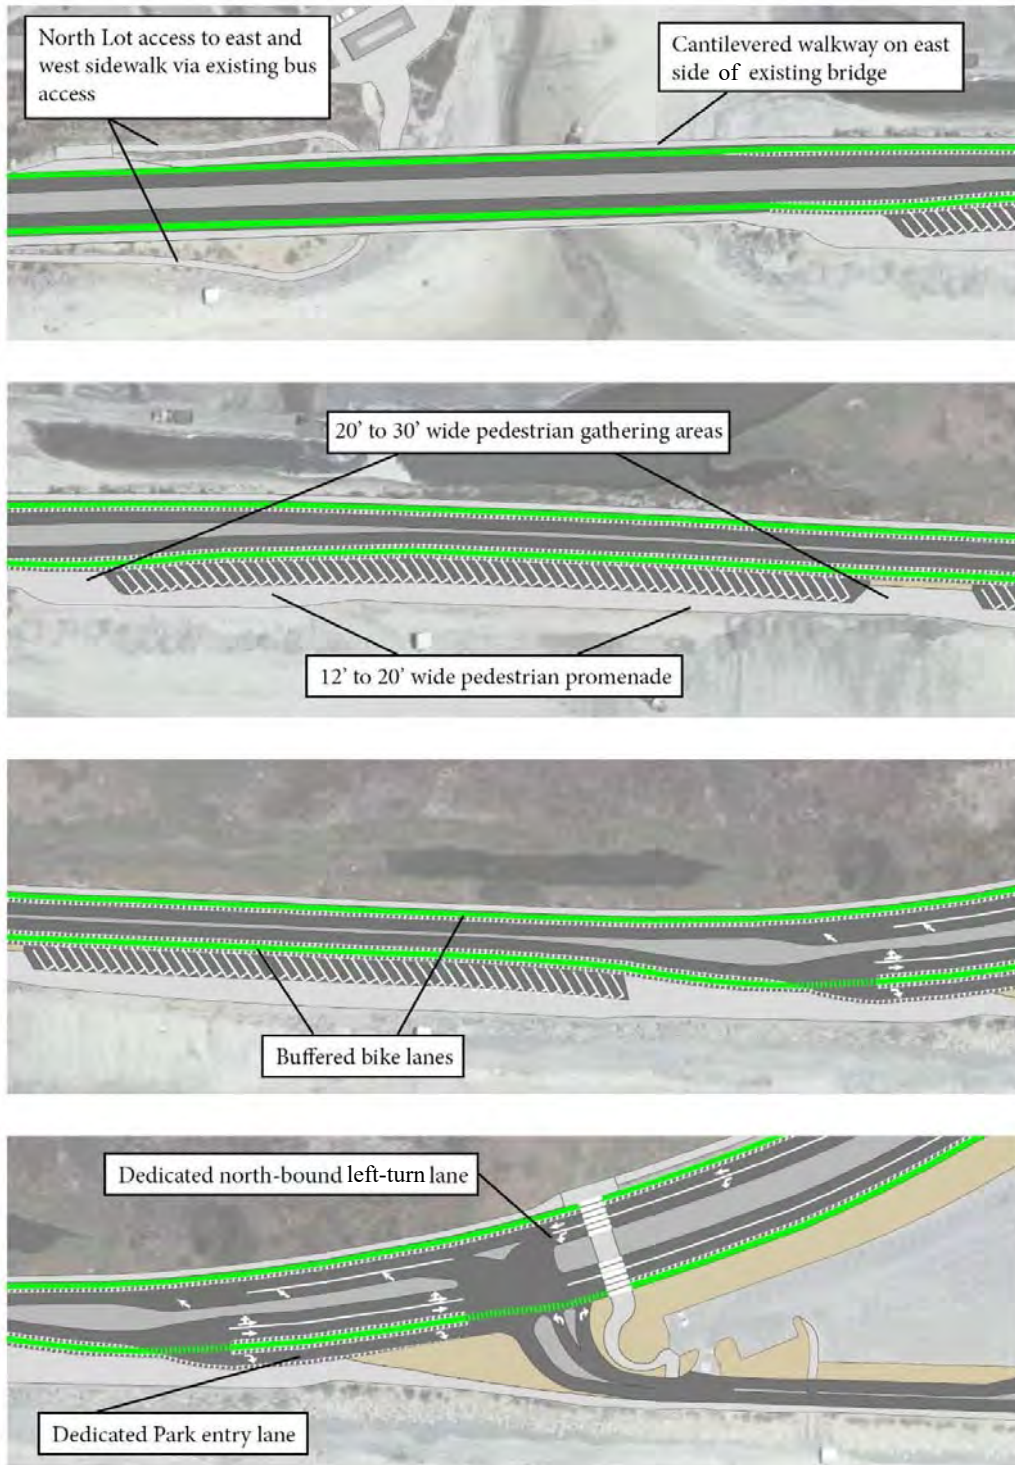 North Lot access to east and
west sidewalk via existing bus
access
Cantilevered walkway on east
side of existing bridge
20’ to 30’ wide pedestrian gathering areas
12’ to 20’ wide pedestrian promenade
Buffered bike lanes
Dedicated north-bound left-turn lane
Dedicated Park entry lane